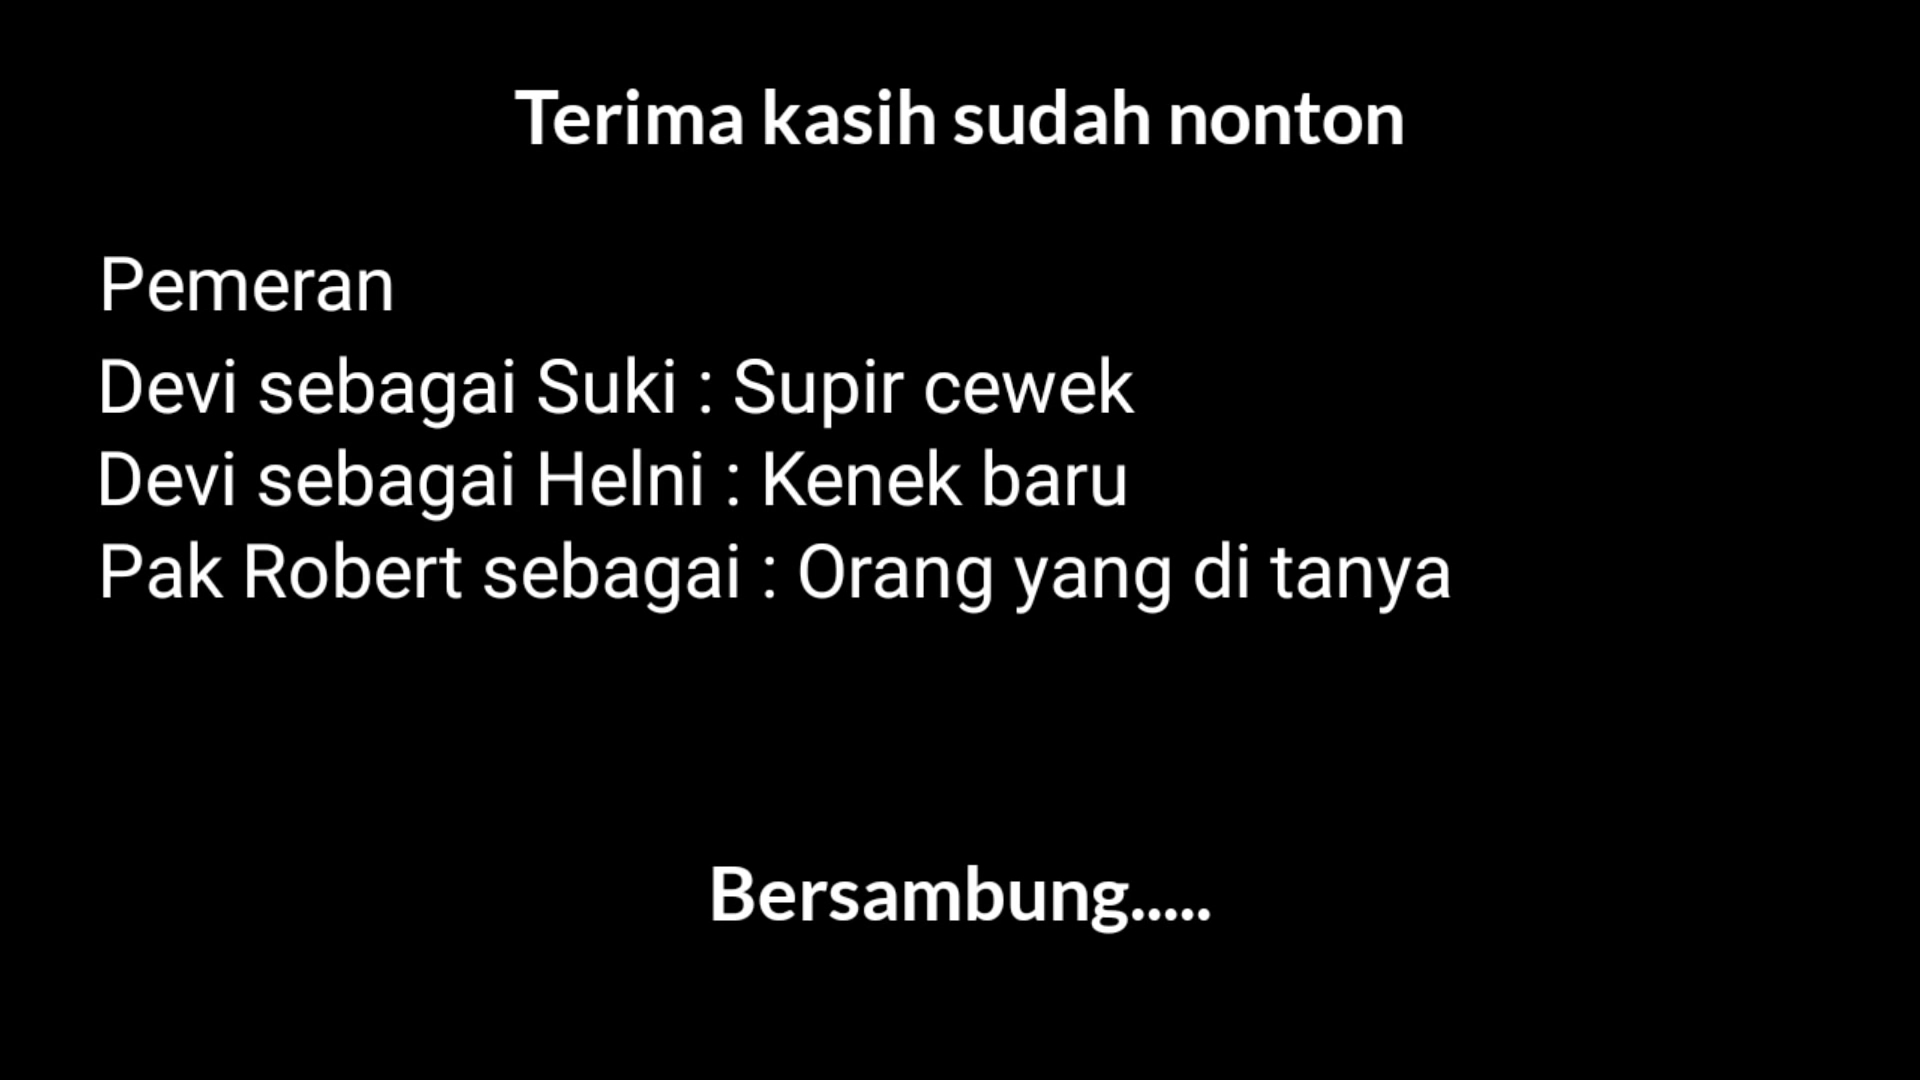 Terima kasih sudah nonton
Pemeran
Devi sebagai Suki : Supir cewek
Devi sebagai Helni : Kenek baru
Pak Robert sebagai : Orang yang di tanya
Bersambung.....